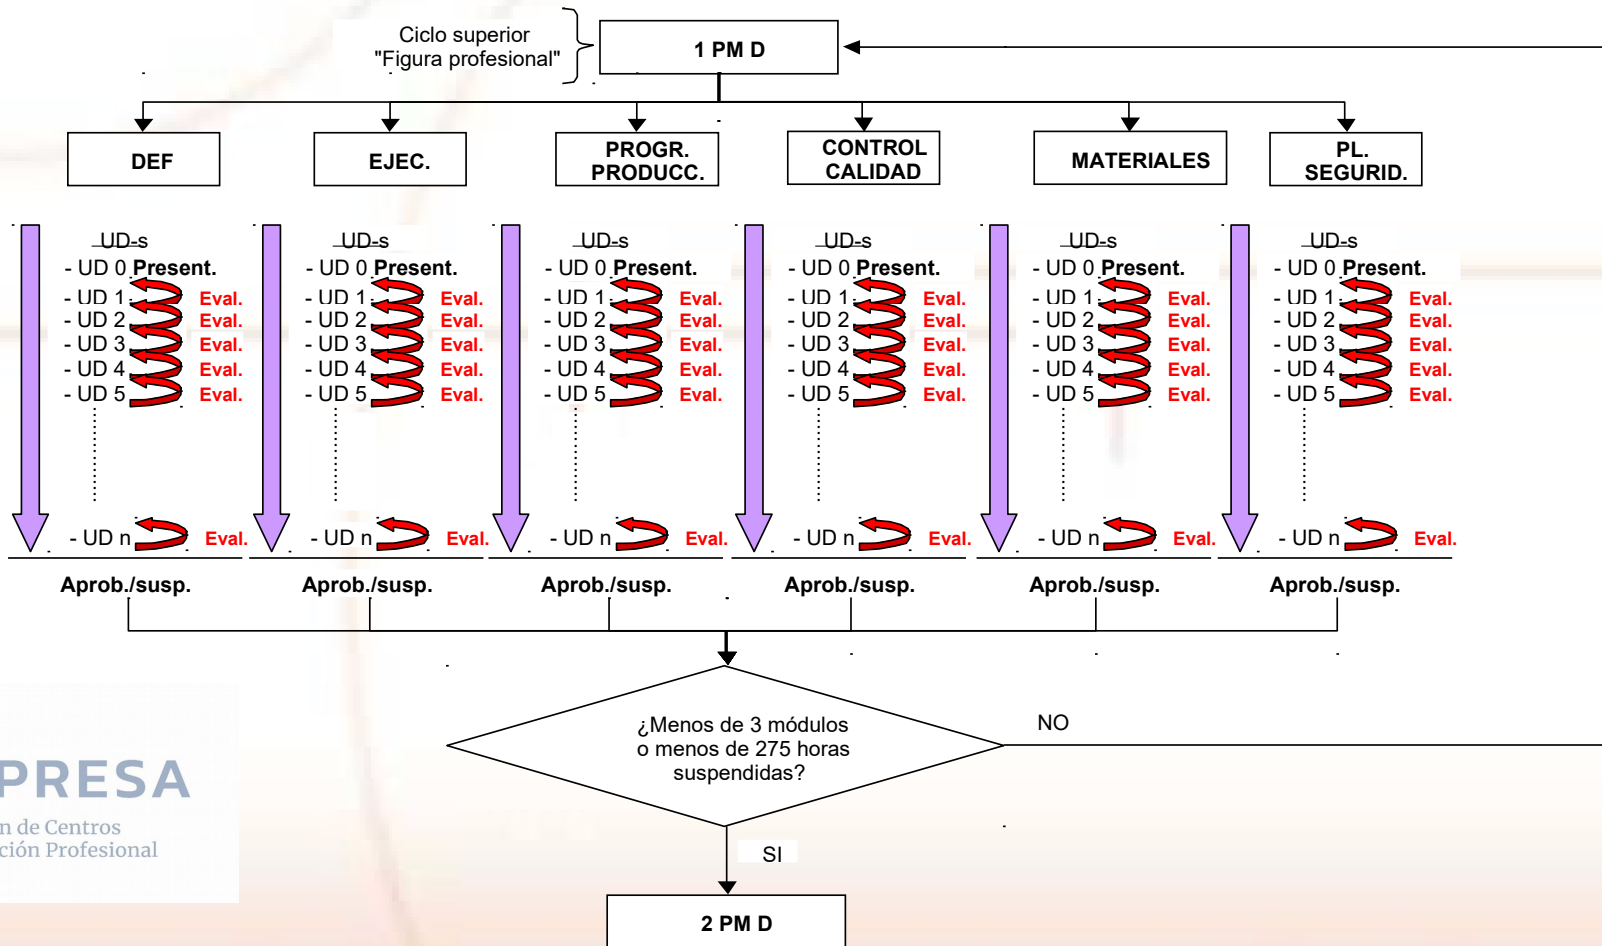 Ciclo superior
"Figura profesional"
1 PM D
DEF
EJEC.
PROGR.
PRODUCC.
CONTROL
CALIDAD
MATERIALES
PL.
SEGURID.
UD-s
- UD 0 Present.
- UD 1 Eval.
- UD 2 Eval.
- UD 3 Eval.
- UD 4 Eval.
- UD 5 Eval.
- UD n Eval.
Aprob./susp.
UD-s
- UD 0 Present.
- UD 1 Eval.
- UD 2 Eval.
- UD 3 Eval.
- UD 4 Eval.
- UD 5 Eval.
- UD n Eval.
Aprob./susp.
UD-s
- UD 0 Present.
- UD 1 Eval.
- UD 2 Eval.
- UD 3 Eval.
- UD 4 Eval.
- UD 5 Eval.
- UD n Eval.
Aprob./susp.
UD-s
- UD 0 Present.
- UD 1 Eval.
- UD 2 Eval.
- UD 3 Eval.
- UD 4 Eval.
- UD 5 Eval.
- UD n Eval.
Aprob./susp.
UD-s
- UD 0 Present.
- UD 1 Eval.
- UD 2 Eval.
- UD 3 Eval.
- UD 4 Eval.
- UD 5 Eval.
- UD n Eval.
Aprob./susp.
UD-s
- UD 0 Present.
- UD 1 Eval.
- UD 2 Eval.
- UD 3 Eval.
- UD 4 Eval.
- UD 5 Eval.
- UD n Eval.
Aprob./susp.
¿Menos de 3 módulos
o menos de 275 horas
suspendidas?
NO
SI
2 PM D
PRESA
n de Centros
ción Profesional